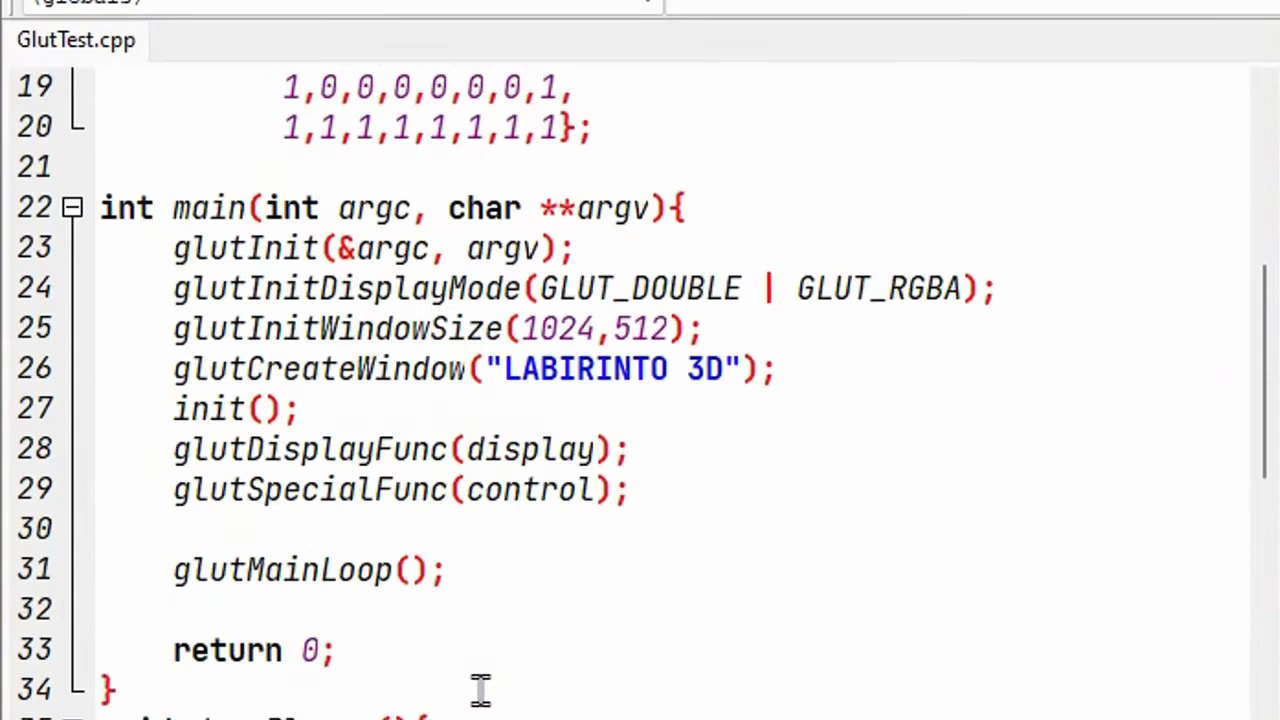 GlutTest.cpp
19 1,0,0,0,0,0,0,1,
20 1,1,1,1,1,1,1,1};
21
22 int main(int argc, char **argv){
23 glutInit(&argc, argv);
24 glutInitDisplayMode(GLUT_DOUBLE | GLUT_RGBA);
25 glutInitWindowSize(1024,512);
26 glutCreateWindow("LABIRINTO 3D");
27 init();
28 glutDisplayFunc(display);
29 glutSpecialFunc(control);
30
31 glutMainLoop();
32
33 return 0;
34 }